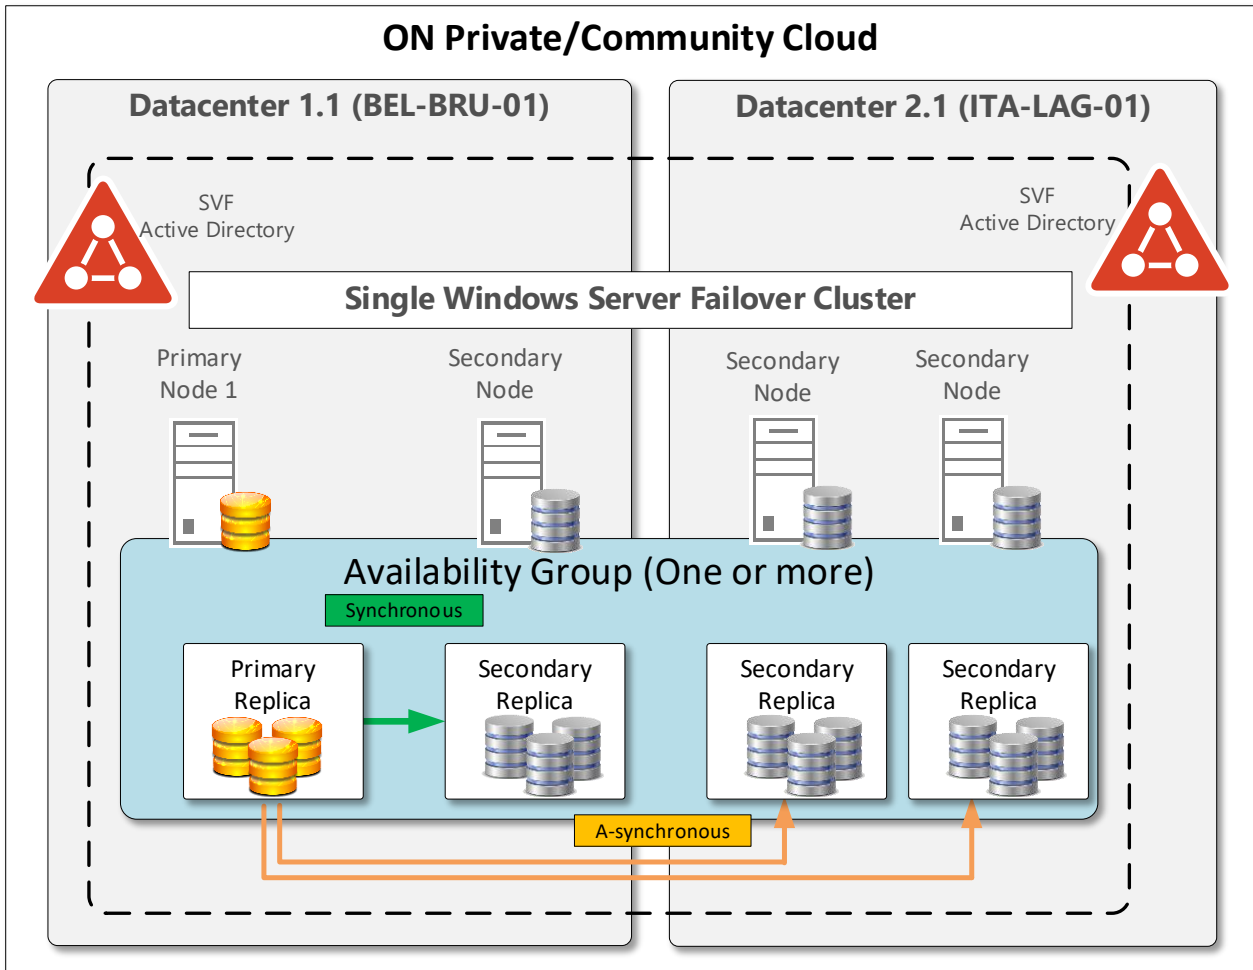 ON Private/Community Cloud
Datacenter 1.1 (BEL-BRU-01)
Datacenter 2.1 (ITA-LAG-01)
SVF
Active Directory
SVF
Active Directory
Single Windows Server Failover Cluster
Primary
Node 1
Secondary
Node
Secondary
Node
Secondary
Node
Availability Group (One or more)
Synchronous
Primary
Replica
Secondary
Replica
Secondary
Replica
Secondary
Replica
A-synchronous